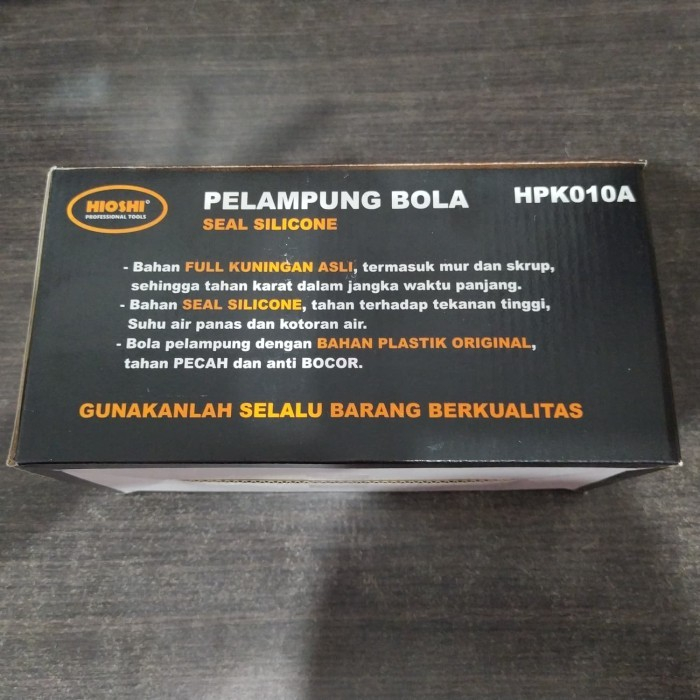 HIOSHI®
PROFESSIONAL TOOLS
PELAMPUNG BOLA
HPK010A
SEAL SILICONE
- Bahan FULL KUNINGAN ASLI, termasuk mur dan skrup,
sehingga tahan karat dalam jangka waktu panjang.
- Bahan SEAL SILICONE, tahan terhadap tekanan tinggi,
Suhu air panas dan kotoran air.
- Bola pelampung dengan BAHAN PLASTIK ORIGINAL,
tahan PECAH dan anti BOCOR.
GUNAKANLAH SELALU BARANG BERKUALITAS